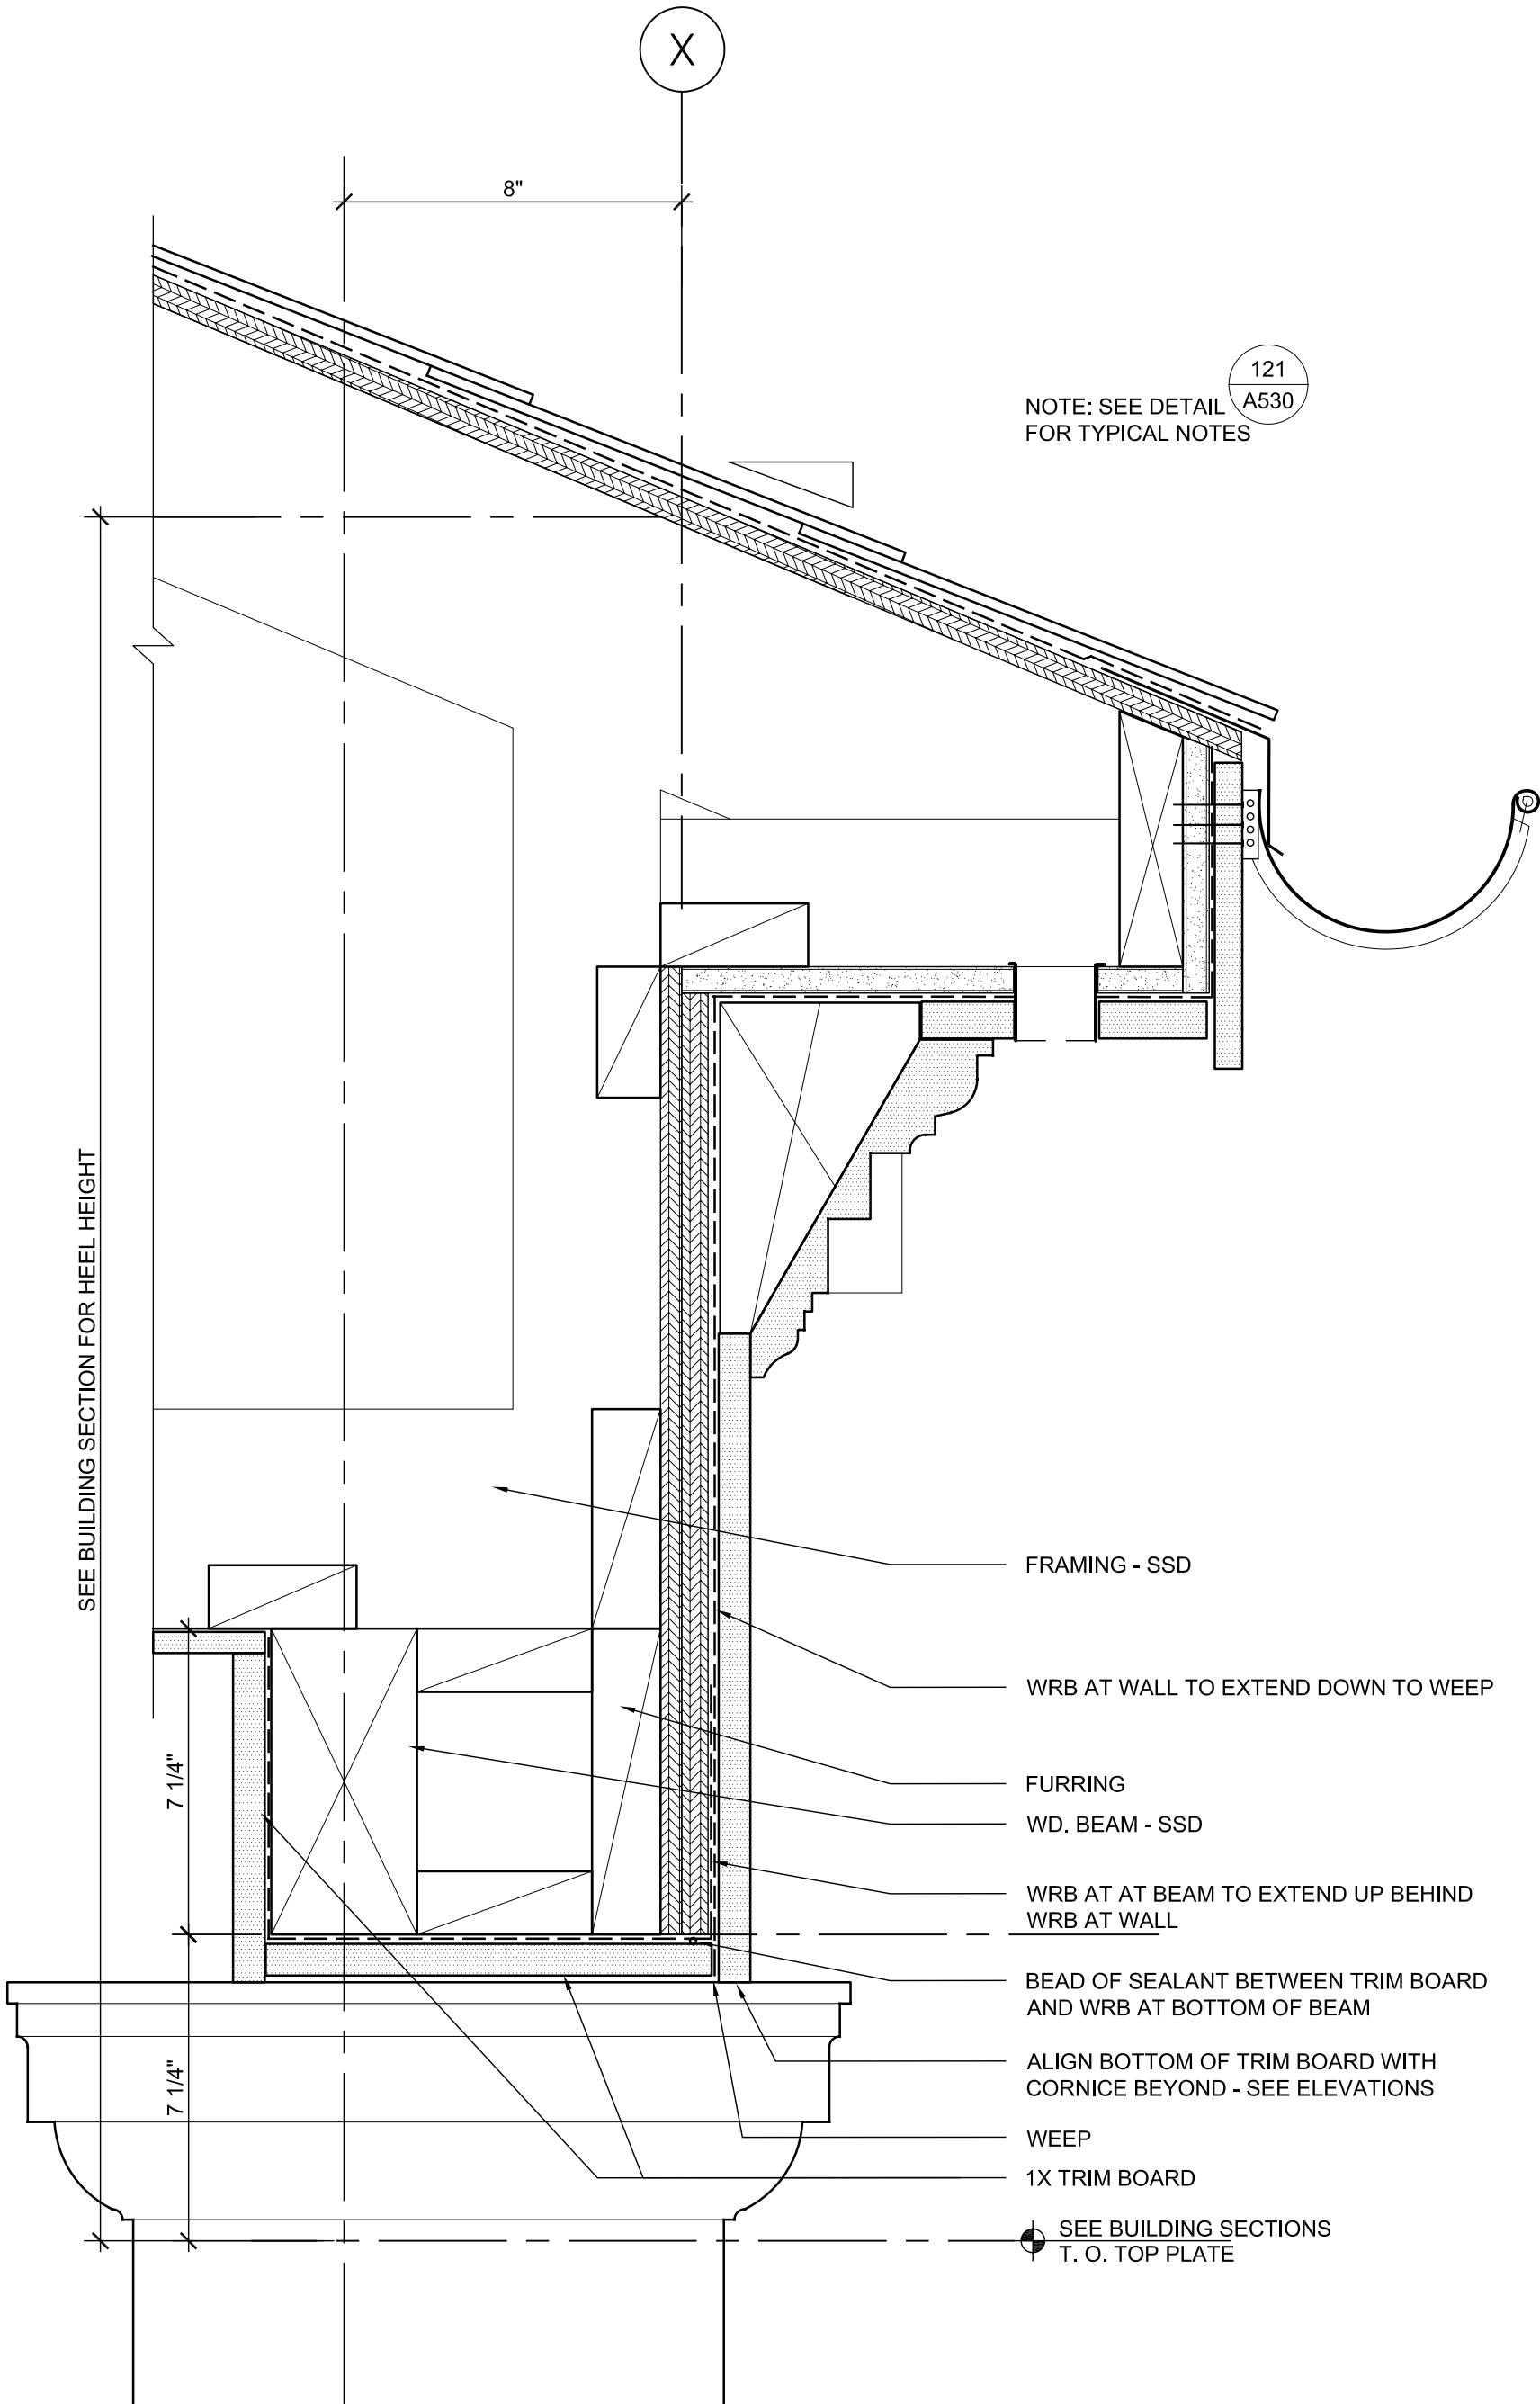 X
8"
121
A530
NOTE: SEE DETAIL
FOR TYPICAL NOTES
SEE BUILDING SECTION FOR HEEL HEIGHT
FRAMING - SSD
WRB AT WALL TO EXTEND DOWN TO WEEP
7 1/4"
FURRING
WD. BEAM - SSD
WRB AT AT BEAM TO EXTEND UP BEHIND
WRB AT WALL
BEAD OF SEALANT BETWEEN TRIM BOARD
AND WRB AT BOTTOM OF BEAM
7 1/4"
ALIGN BOTTOM OF TRIM BOARD WITH
CORNICE BEYOND - SEE ELEVATIONS
WEEP
1X TRIM BOARD
SEE BUILDING SECTIONS
T. O. TOP PLATE